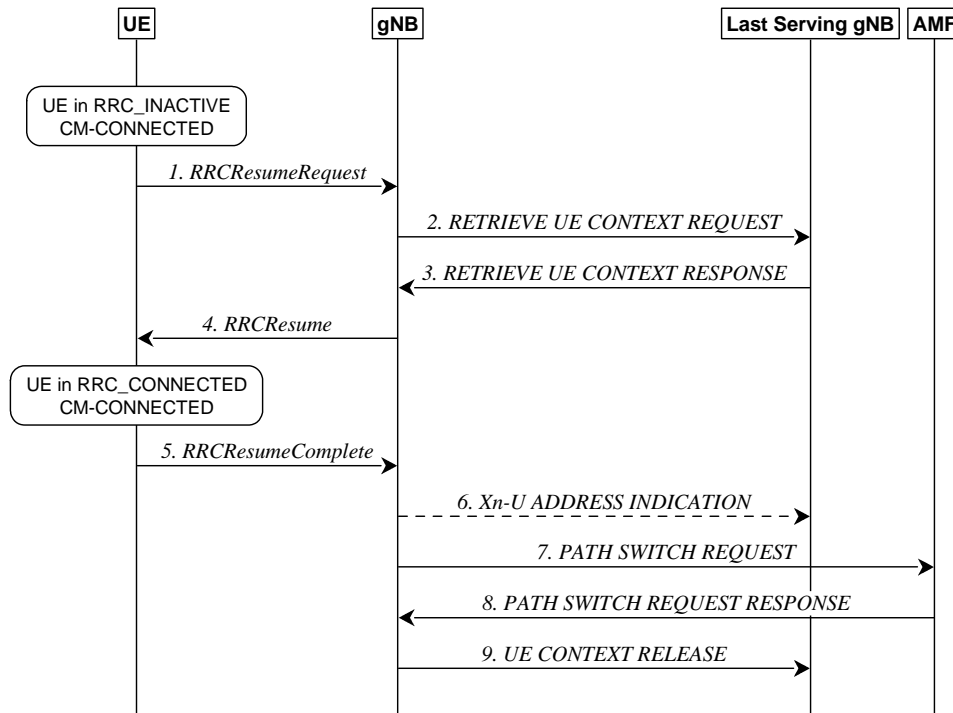 UE
gNB
Last Serving gNB
AMF
UE in RRC_INACTIVE
CM-CONNECTED
1. RRCResumeRequest
2. RETRIEVE UE CONTEXT REQUEST
3. RETRIEVE UE CONTEXT RESPONSE
4. RRCResume
UE in RRC_CONNECTED
CM-CONNECTED
5. RRCResumeComplete
6. Xn-U ADDRESS INDICATION
7. PATH SWITCH REQUEST
8. PATH SWITCH REQUEST RESPONSE
9. UE CONTEXT RELEASE